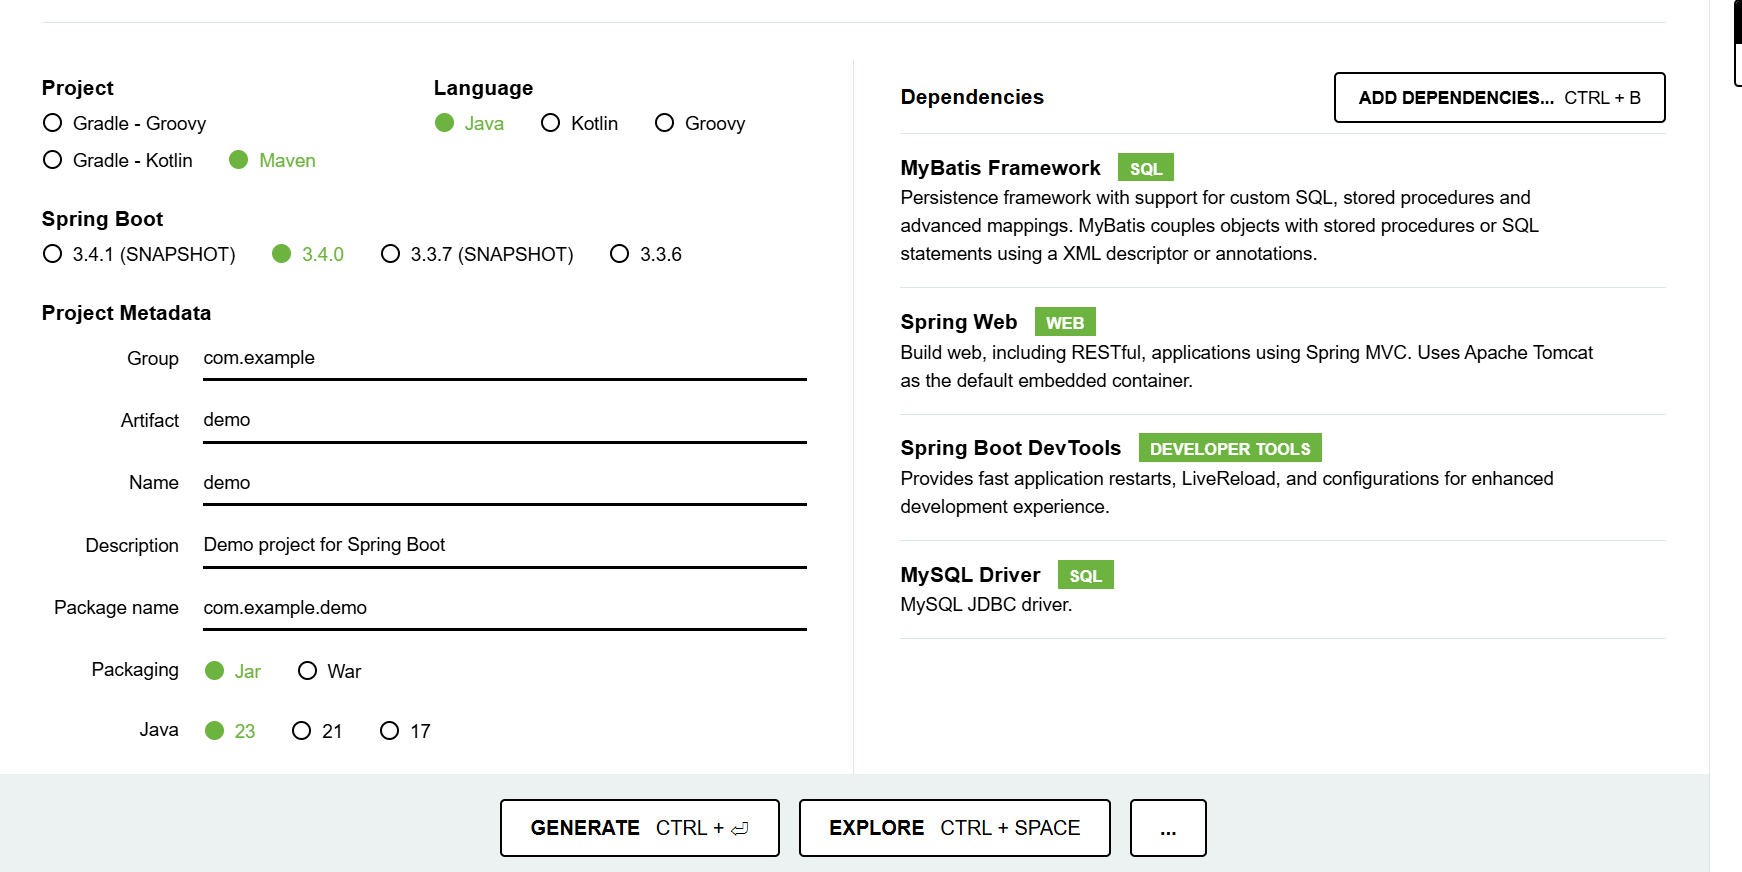 Project
Gradle - Groovy
Gradle - Kotlin Maven
Language
Java Kotlin Groovy
Spring Boot
3.4.1 (SNAPSHOT) 3.4.0 3.3.7 (SNAPSHOT) 3.3.6
Project Metadata
Group com.example
Artifact demo
Name demo
Description Demo project for Spring Boot
Package name com.example.demo
Packaging Jar War
Java 23 21 17
Dependencies
ADD DEPENDENCIES... CTRL + B
MyBatis Framework SQL
Persistence framework with support for custom SQL, stored procedures and
advanced mappings. MyBatis couples objects with stored procedures or SQL
statements using a XML descriptor or annotations.
Spring Web WEB
Build web, including RESTful, applications using Spring MVC. Uses Apache Tomcat
as the default embedded container.
Spring Boot DevTools DEVELOPER TOOLS
Provides fast application restarts, LiveReload, and configurations for enhanced
development experience.
MySQL Driver SQL
MySQL JDBC driver.
GENERATE CTRL + ⏎
EXPLORE CTRL + SPACE
...